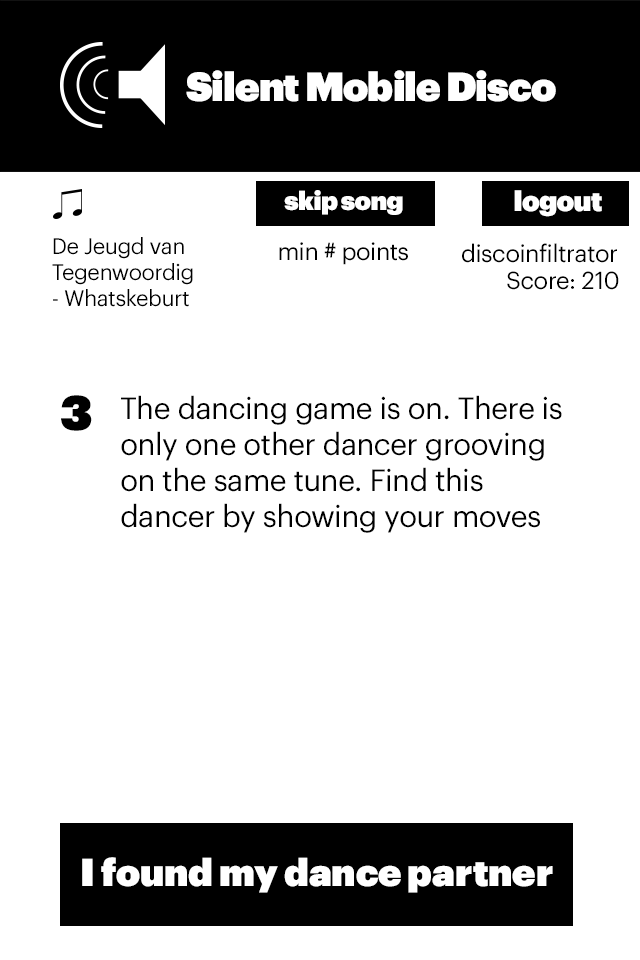 Silent Mobile Disco
skip song
logout
De Jeugd van
Tegenwoordig
- Whatskeburt
min # points
discoinfiltrator
Score: 210
3 The dancing game is on. There is
only one other dancer grooving
on the same tune. Find this
dancer by showing your moves
I found my dance partner